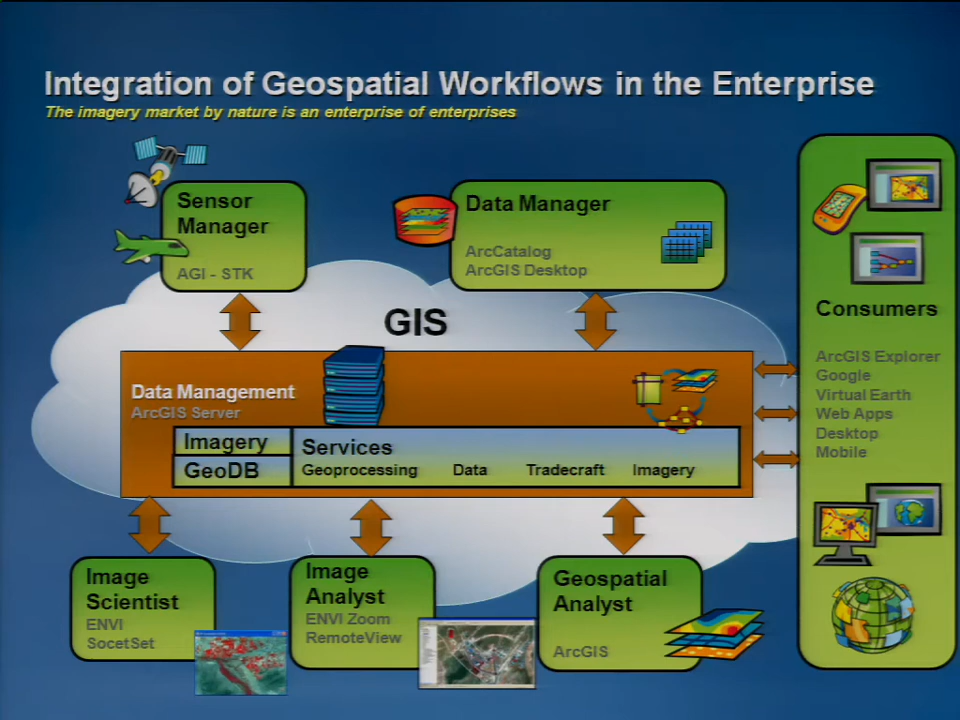 Integration of Geospatial Workflows in the Enterprise
The imagery market by nature is an enterprise of enterprises
Sensor
Manager
AGI - STK
Data Manager
ArcCatalog
ArcGIS Desktop
GIS
Data Management
ArcGIS Server
Imagery
GeoDB
Services
Geoprocessing Data Tradecraft Imagery
Consumers
ArcGIS Explorer
Google
Virtual Earth
Web Apps
Desktop
Mobile
Image
Scientist
ENVI
SocetSet
Image
Analyst
ENVI Zoom
RemoteView
Geospatial
Analyst
ArcGIS